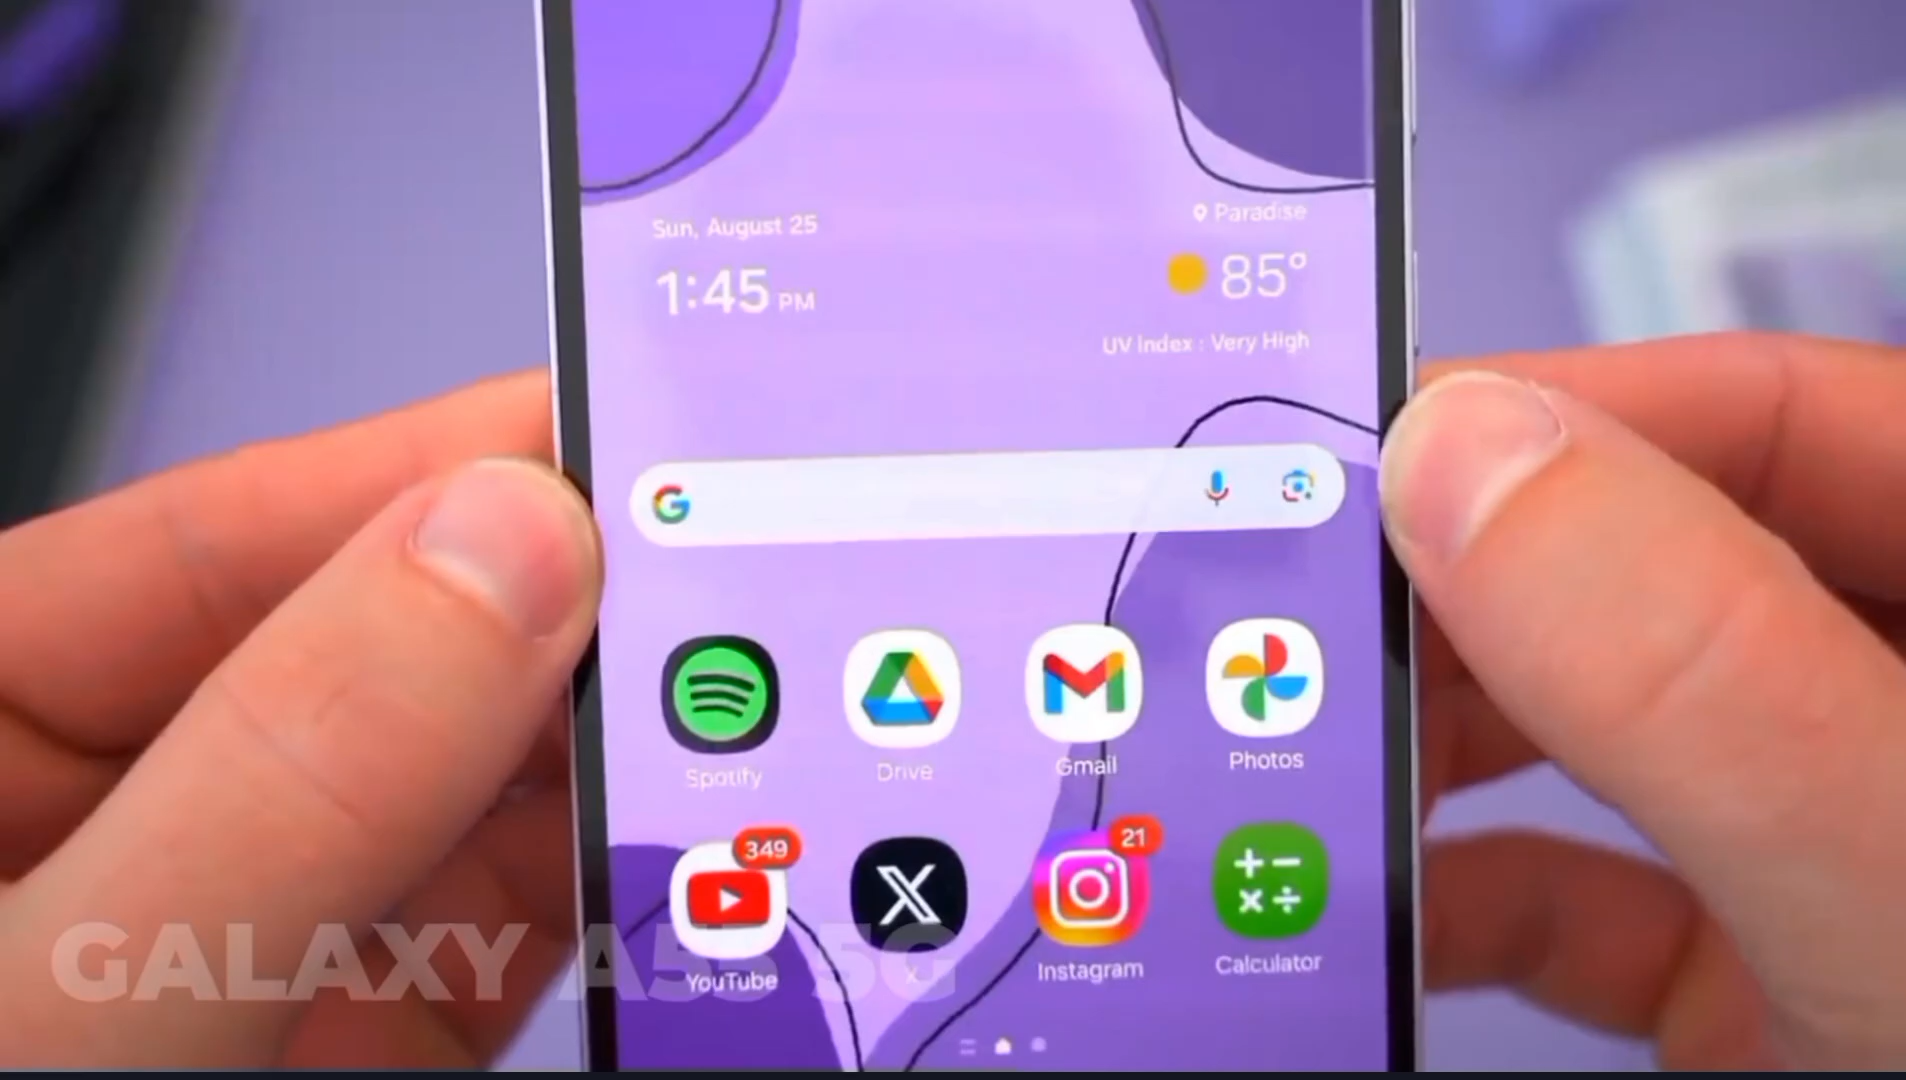 Sun, August 25
1:45 PM
Paradise
85°
UV Index : Very High
G
Spotify
Drive
Gmail
Photos
349
21
YouTube
X
Instagram
Calculator
GALAXY A55 5G